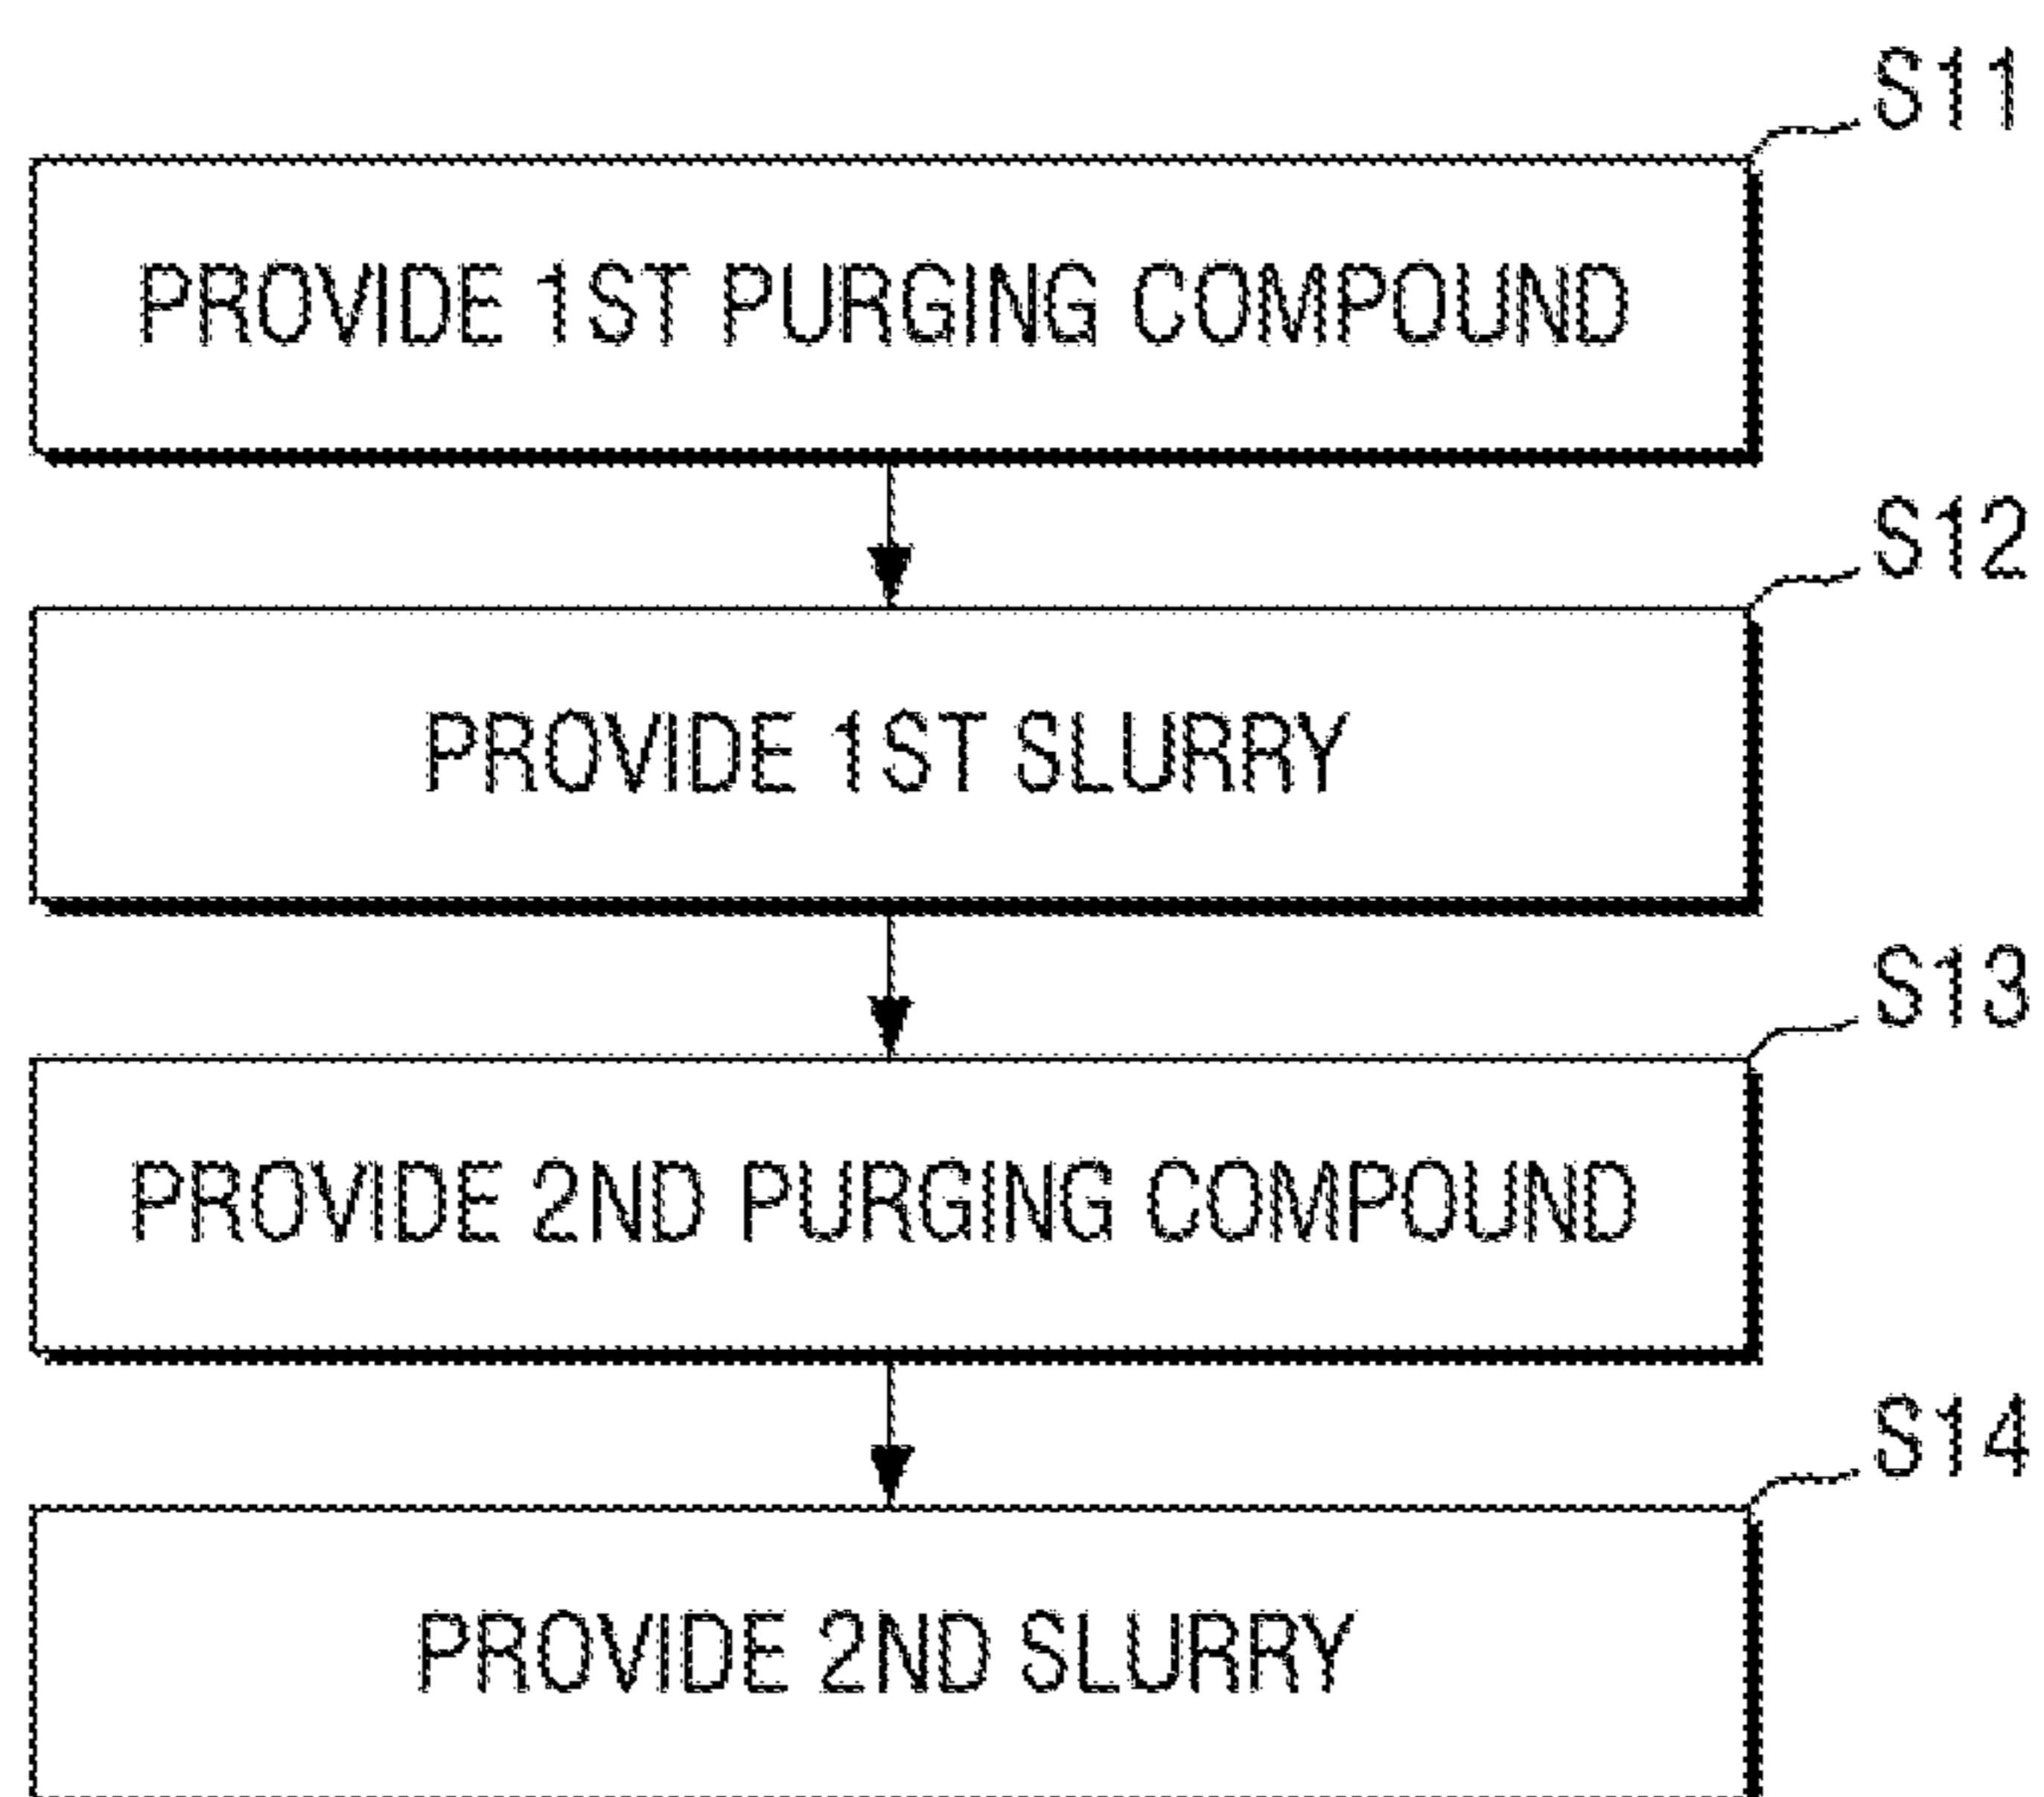 S11
PROVIDE 1ST PURGING COMPOUND
S12
PROVIDE 1ST SLURRY
S13
PROVIDE 2ND PURGING COMPOUND
S14
PROVIDE 2ND SLURRY